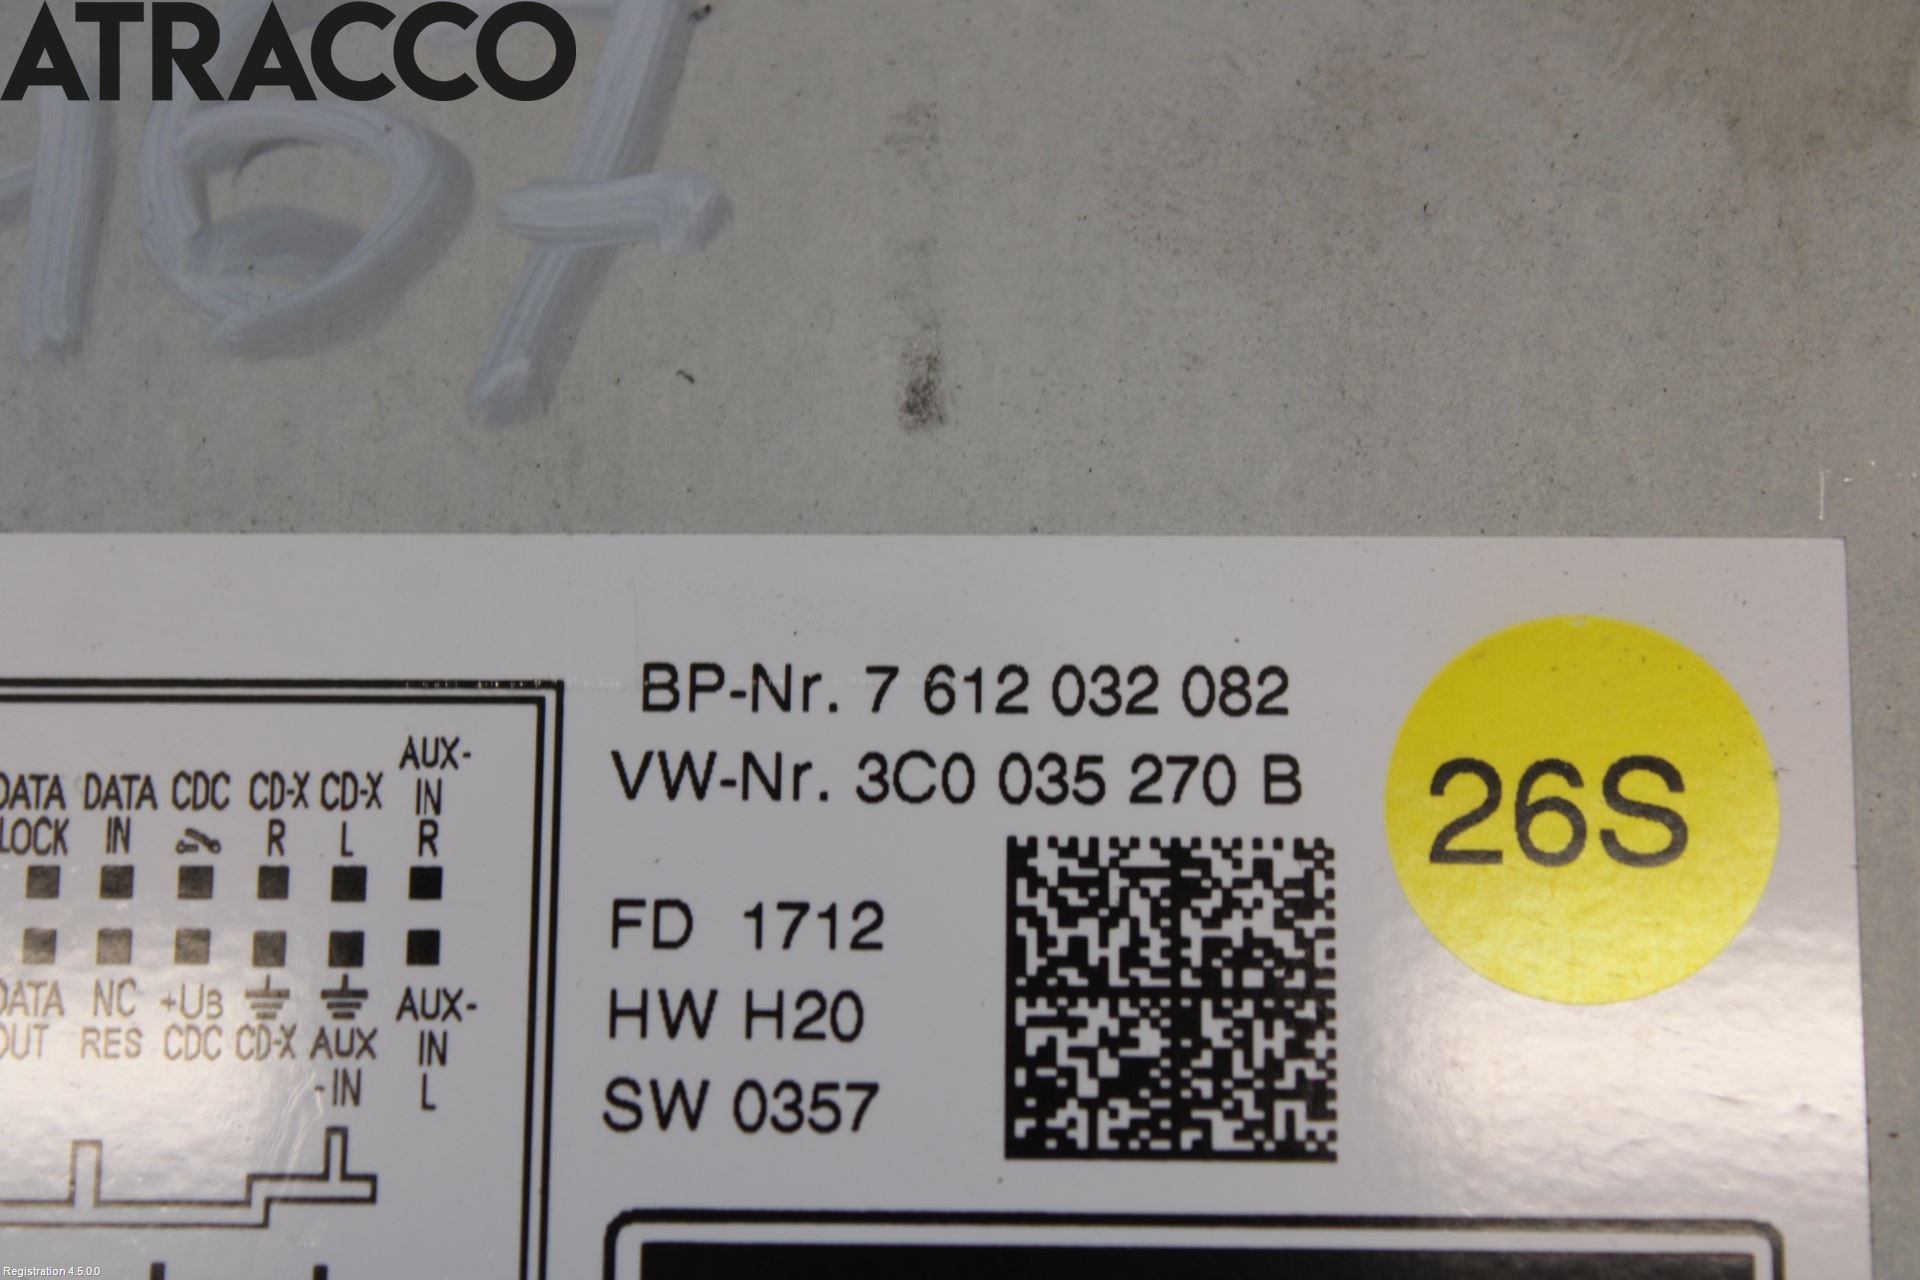 ATRACCO
167
BP-Nr. 7 612 032 082
VW-Nr. 3C0 035 270 B
26S
AUX-
DATA DATA CDC CD-X CD-X IN
LOCK IN R L R
FD 1712
HW H20
SW 0357
DATA NC +UB AUX-
OUT RES CDC CD-X AUX IN
-IN L
Registration 4.5.0.0